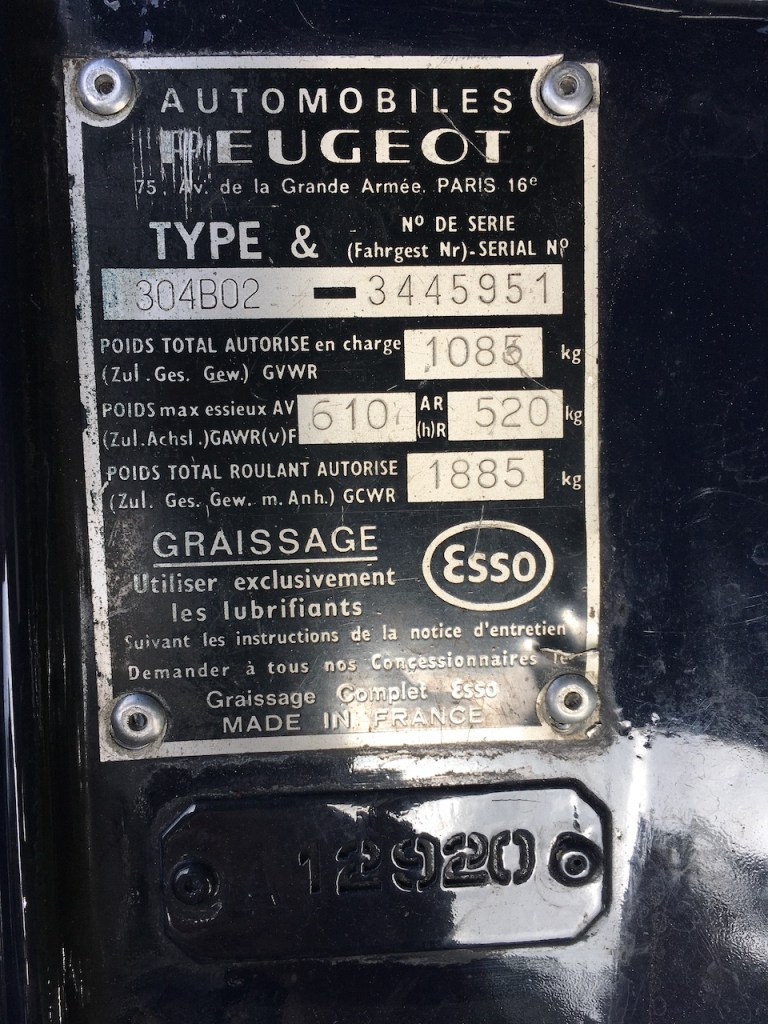 AUTOMOBILES
PEUGEOT
75, Av. de la Grande Armée. PARIS 16e
TYPE & Nº DE SERIE
(Fahrgest Nr)-SERIAL Nº
304B02 - 3445951
POIDS TOTAL AUTORISE en charge 1085 kg
(Zul. Ges. Gew.) GVWR
POIDS max essieux AV 610 AR 520 kg
(Zul.Achsl.)GAWR(v)F (h)R
POIDS TOTAL ROULANT AUTORISE 1885 kg
(Zul. Ges. Gew. m. Anh.) GCWR
GRAISSAGE
Esso
Utiliser exclusivement
les lubrifiants
Suivant les instructions de la notice d'entretien
Demander à tous nos Concessionnaires le
Graissage Complet Esso
MADE IN FRANCE
A12920